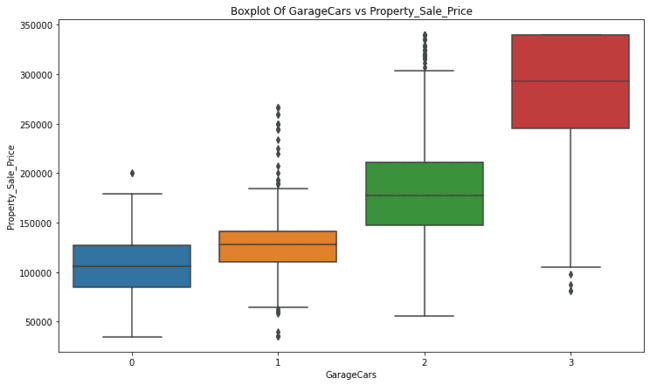 Boxplot Of GarageCars vs Property_Sale_Price
350000
300000
250000
200000
150000
100000
50000
Property_Sale_Price
0 1 2 3
GarageCars